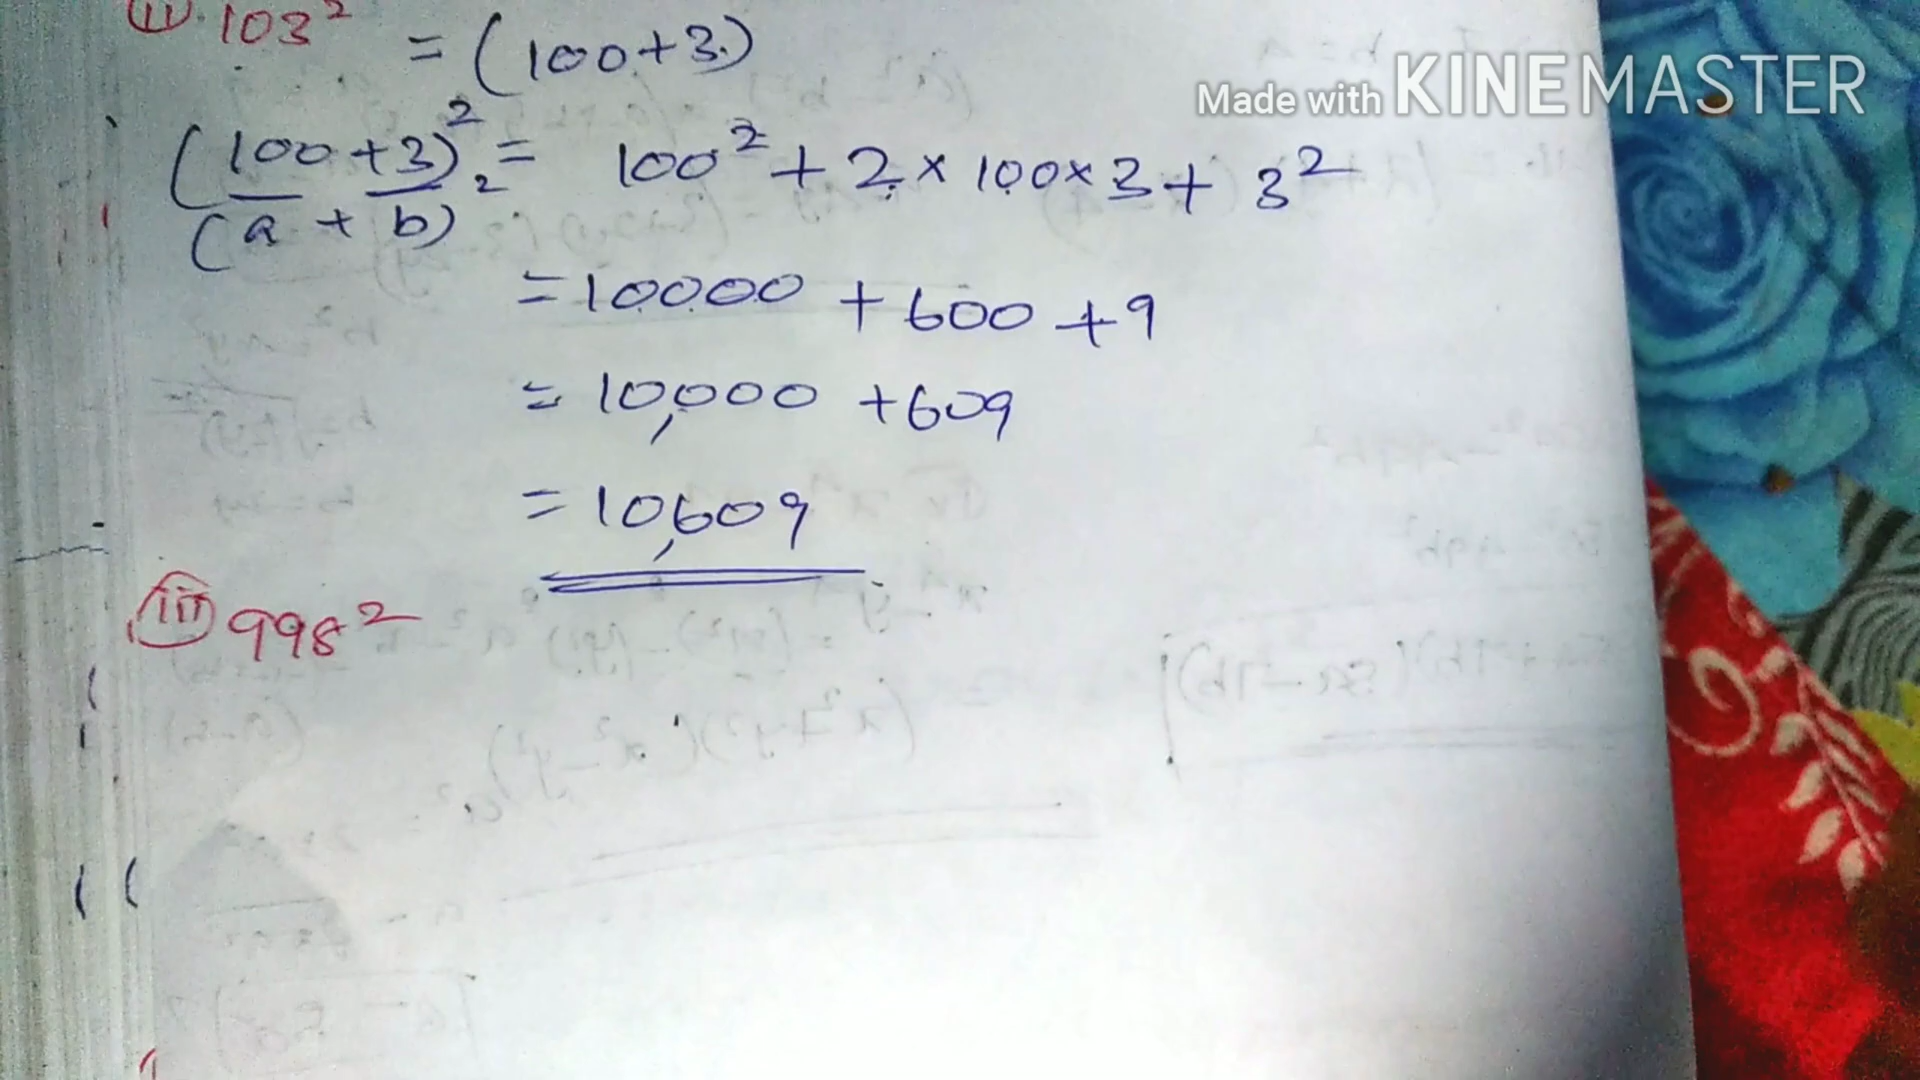 (ii). 103² = (100+3)
Made with KINEMASTER
(100+3)² = 100² + 2 × 100 × 3 + 3²
(a + b)²
= 10000 + 600 + 9
= 10,000 + 609
= 10,609
(iii) 998²